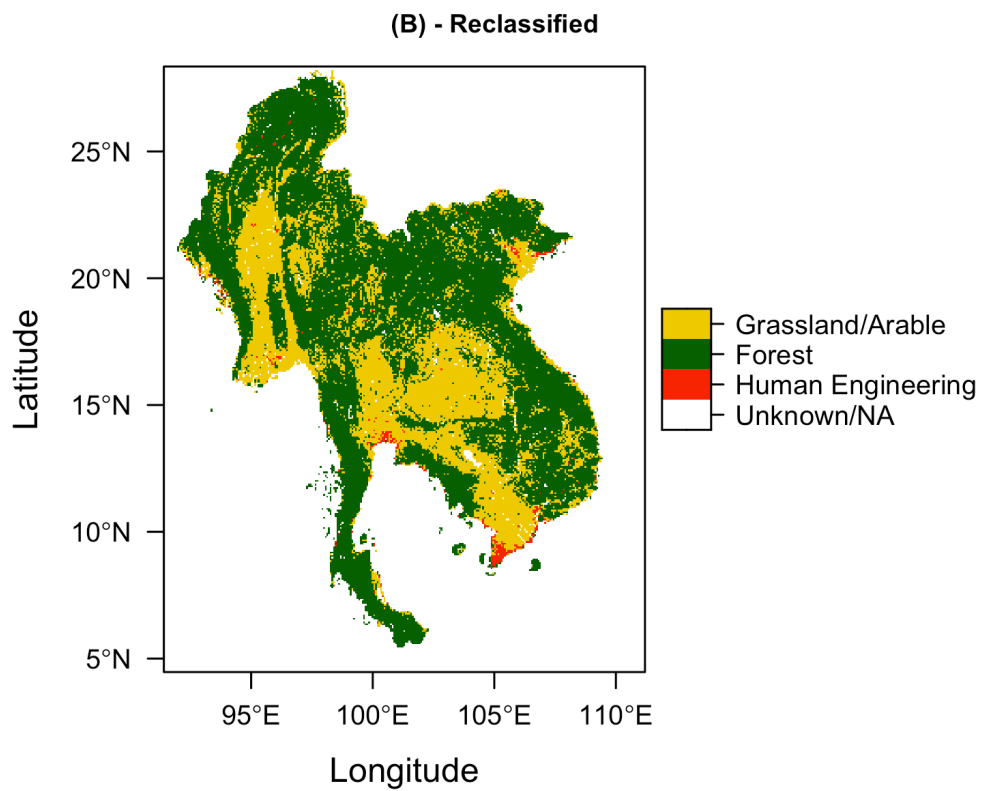 (B) - Reclassified
25°N
20°N
15°N
10°N
5°N
Latitude
95°E
100°E
105°E
110°E
Longitude
Grassland/Arable
Forest
Human Engineering
Unknown/NA